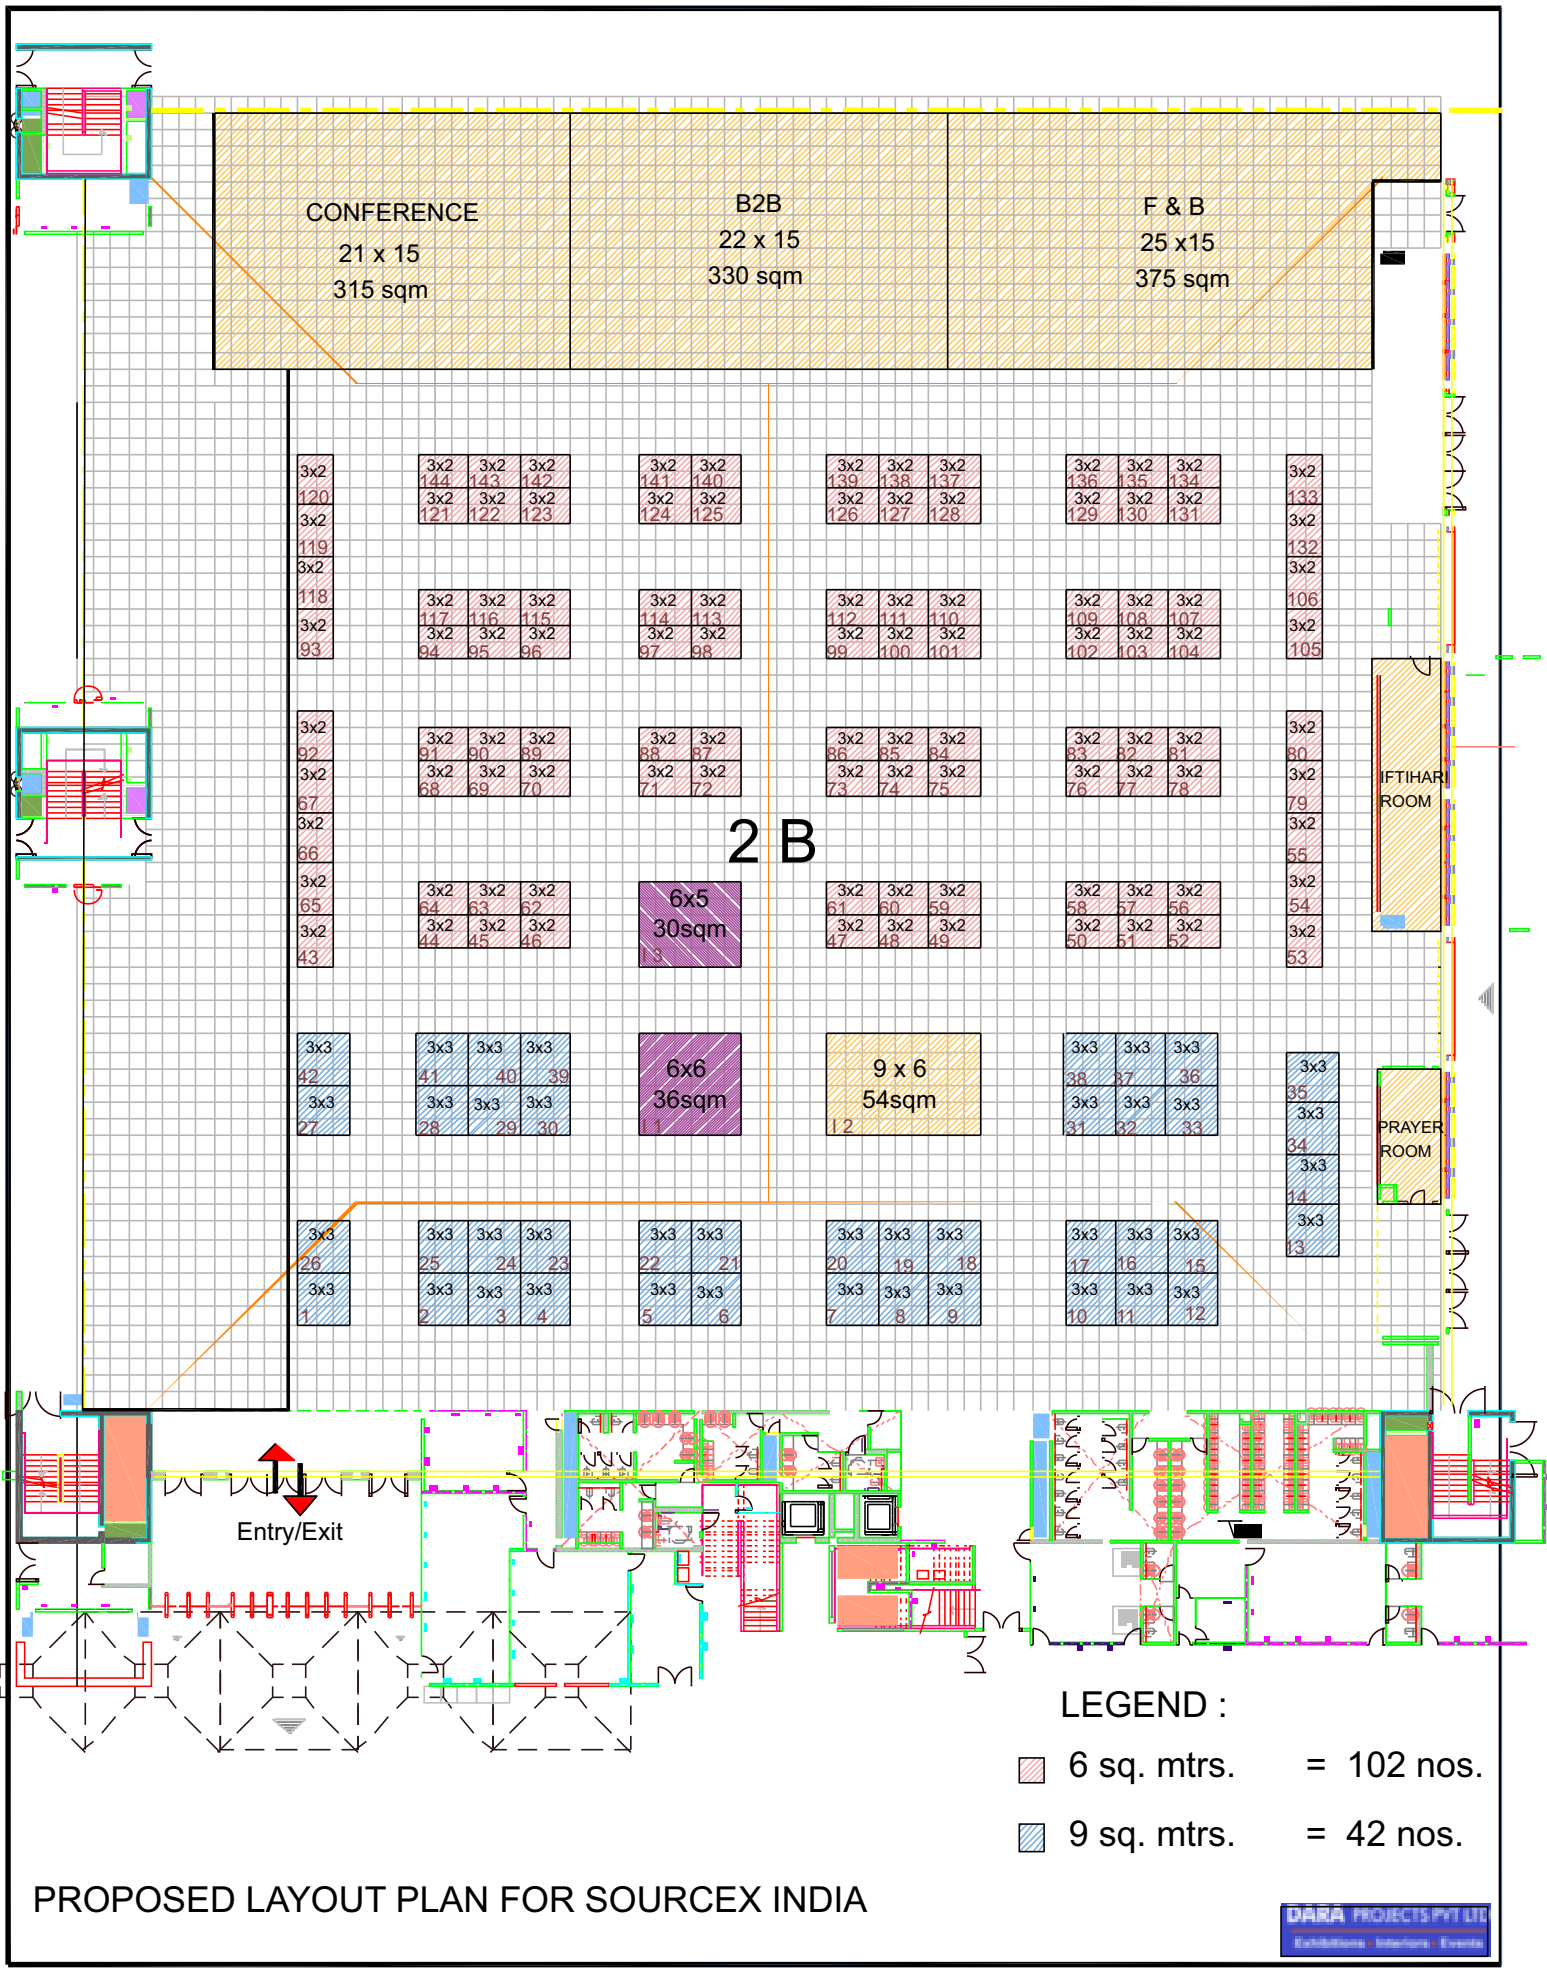 CONFERENCE
21 x 15
315 sqm
B2B
22 x 15
330 sqm
F & B
25 x15
375 sqm
3x2 3x2 3x2 3x2 3x2 3x2 3x2 3x2 3x2 3x2 3x2 3x2 3x2
120 144 143 142 141 140 139 138 137 136 135 134 133
3x2 3x2 3x2 3x2 3x2 3x2 3x2 3x2 3x2 3x2 3x2 3x2 3x2
119 121 122 123 124 125 126 127 128 129 130 131 132
3x2 3x2
118 106
3x2 3x2 3x2 3x2 3x2 3x2 3x2 3x2 3x2 3x2 3x2
117 116 115 114 113 112 111 110 109 108 107
3x2 3x2 3x2 3x2 3x2 3x2 3x2 3x2 3x2 3x2 3x2 3x2 3x2
93 94 95 96 97 98 99 100 101 102 103 104 105
3x2 3x2 3x2 3x2 3x2 3x2 3x2 3x2 3x2 3x2 3x2 3x2 3x2
92 91 90 89 88 87 86 85 84 83 82 81 80
3x2 3x2 3x2 3x2 3x2 3x2 3x2 3x2 3x2 3x2 3x2 3x2 3x2
67 68 69 70 71 72 73 74 75 76 77 78 79
IFTIHARI
ROOM
3x2 3x2
66 55
2 B
3x2 3x2 3x2 3x2 3x2 3x2 3x2 3x2 3x2 3x2 3x2
65 64 63 62 61 60 59 58 57 56 54
6x5
30sqm
I 3
3x2 3x2 3x2 3x2 3x2 3x2 3x2 3x2 3x2 3x2 3x2
43 44 45 46 47 48 49 50 51 52 53
3x3 3x3 3x3 3x3 3x3 3x3 3x3
42 41 40 39 38 37 36
6x6
36sqm
I 1
9 x 6
54sqm
I 2
3x3 3x3 3x3 3x3 3x3 3x3 3x3
27 28 29 30 31 32 33
3x3
35
3x3
34
3x3
14
3x3
13
PRAYER
ROOM
3x3 3x3 3x3 3x3 3x3 3x3 3x3 3x3 3x3 3x3 3x3 3x3
26 25 24 23 22 21 20 19 18 17 16 15
3x3 3x3 3x3 3x3 3x3 3x3 3x3 3x3 3x3 3x3 3x3 3x3
1 2 3 4 5 6 7 8 9 10 11 12
Entry/Exit
LEGEND :
6 sq. mtrs. = 102 nos.
9 sq. mtrs. = 42 nos.
PROPOSED LAYOUT PLAN FOR SOURCEX INDIA
DARA PROJECTS PVT LTD
Exhibitions - Interiors - Events